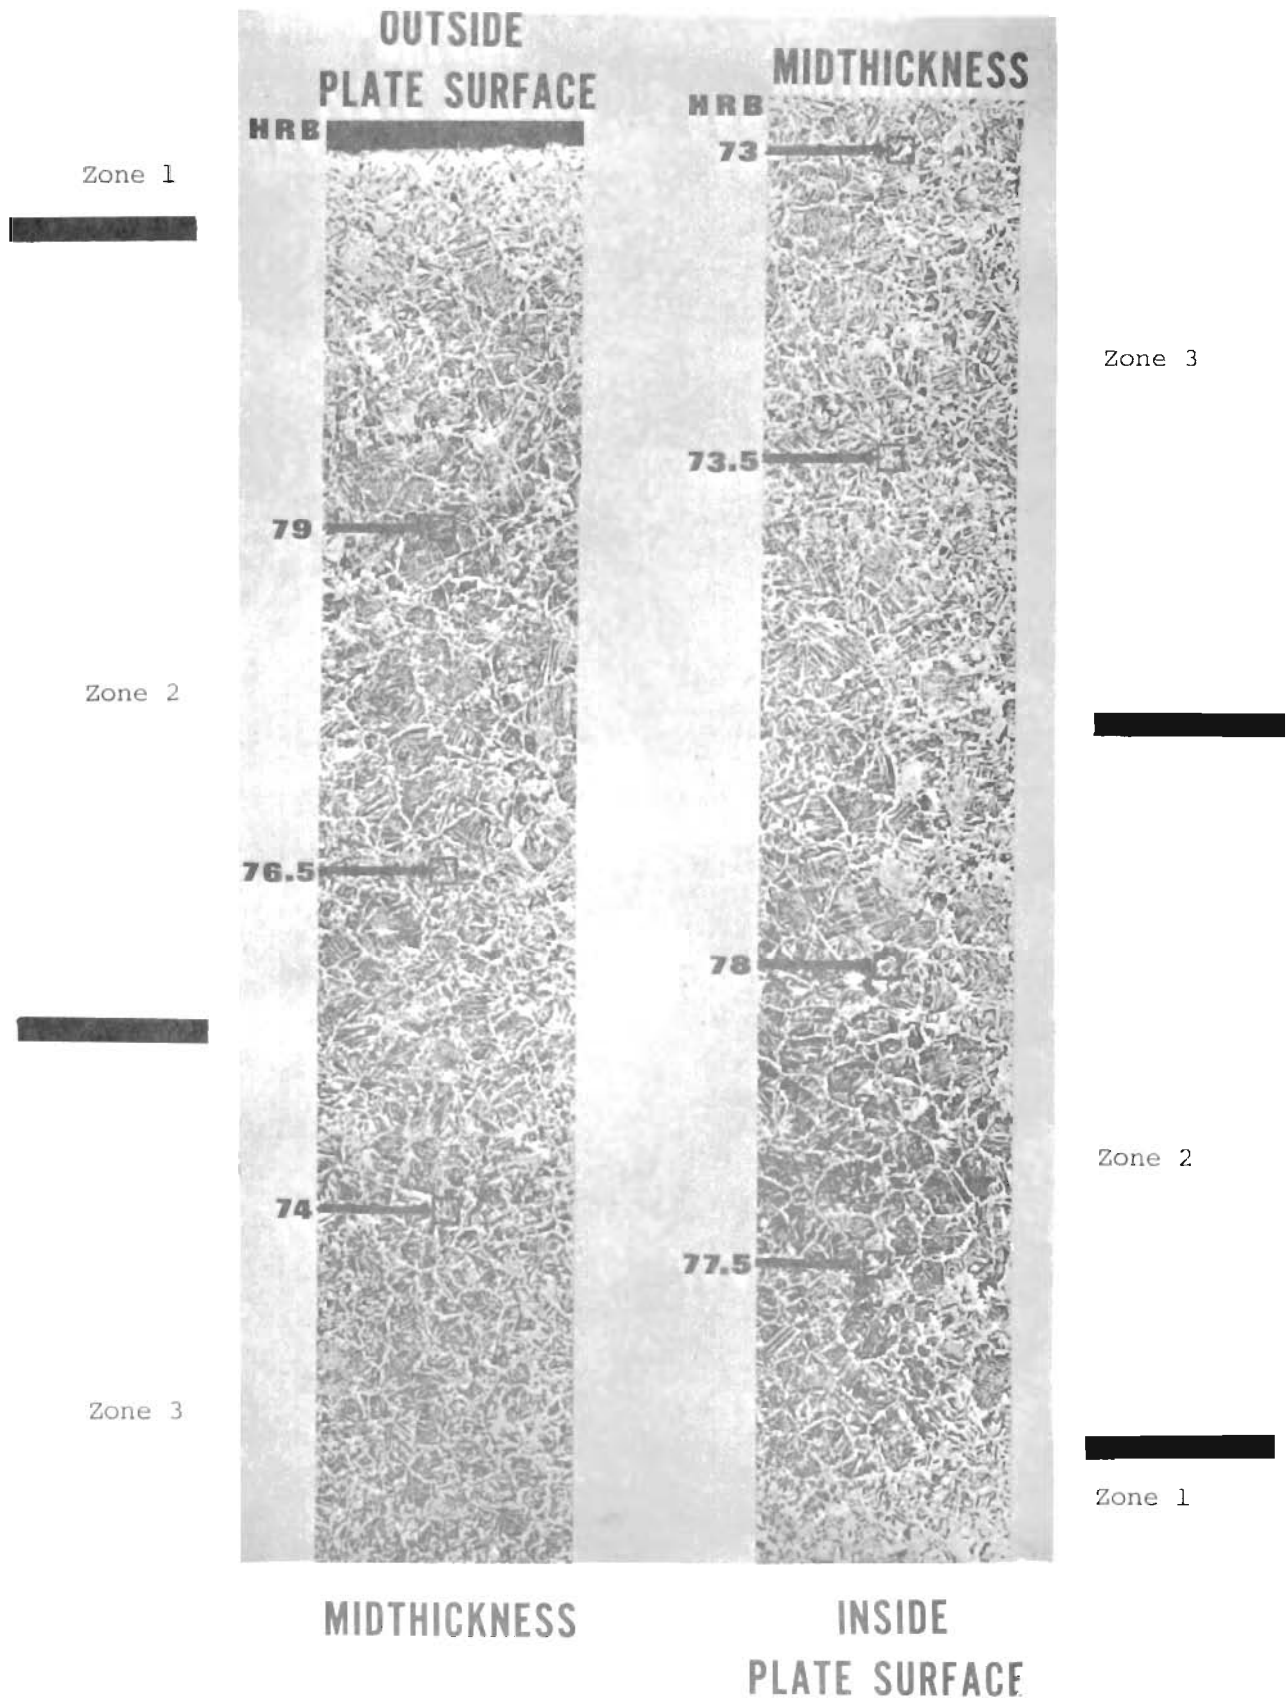 OUTSIDE
PLATE SURFACE
HRB
Zone 1
79
Zone 2
76.5
74
Zone 3
MIDTHICKNESS
MIDTHICKNESS
HRB
73
Zone 3
73.5
78
Zone 2
77.5
Zone 1
INSIDE
PLATE SURFACE